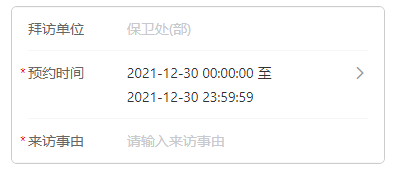 拜访单位 保卫处(部)
*预约时间 2021-12-30 00:00:00 至
2021-12-30 23:59:59
*来访事由 请输入来访事由